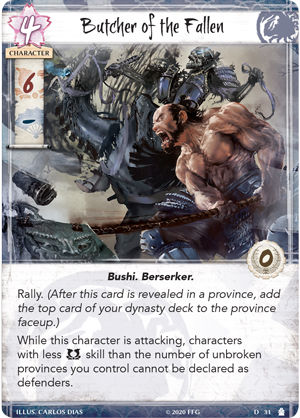 Butcher of the Fallen
4
CHARACTER
6
0
Bushi. Berserker.
Rally. (After this card is revealed in a province, add
the top card of your dynasty deck to the province
faceup.)
While this character is attacking, characters
with less skill than the number of unbroken
provinces you control cannot be declared as
defenders.
ILLUS. CARLOS DIAS
© 2020 FFG
D 31